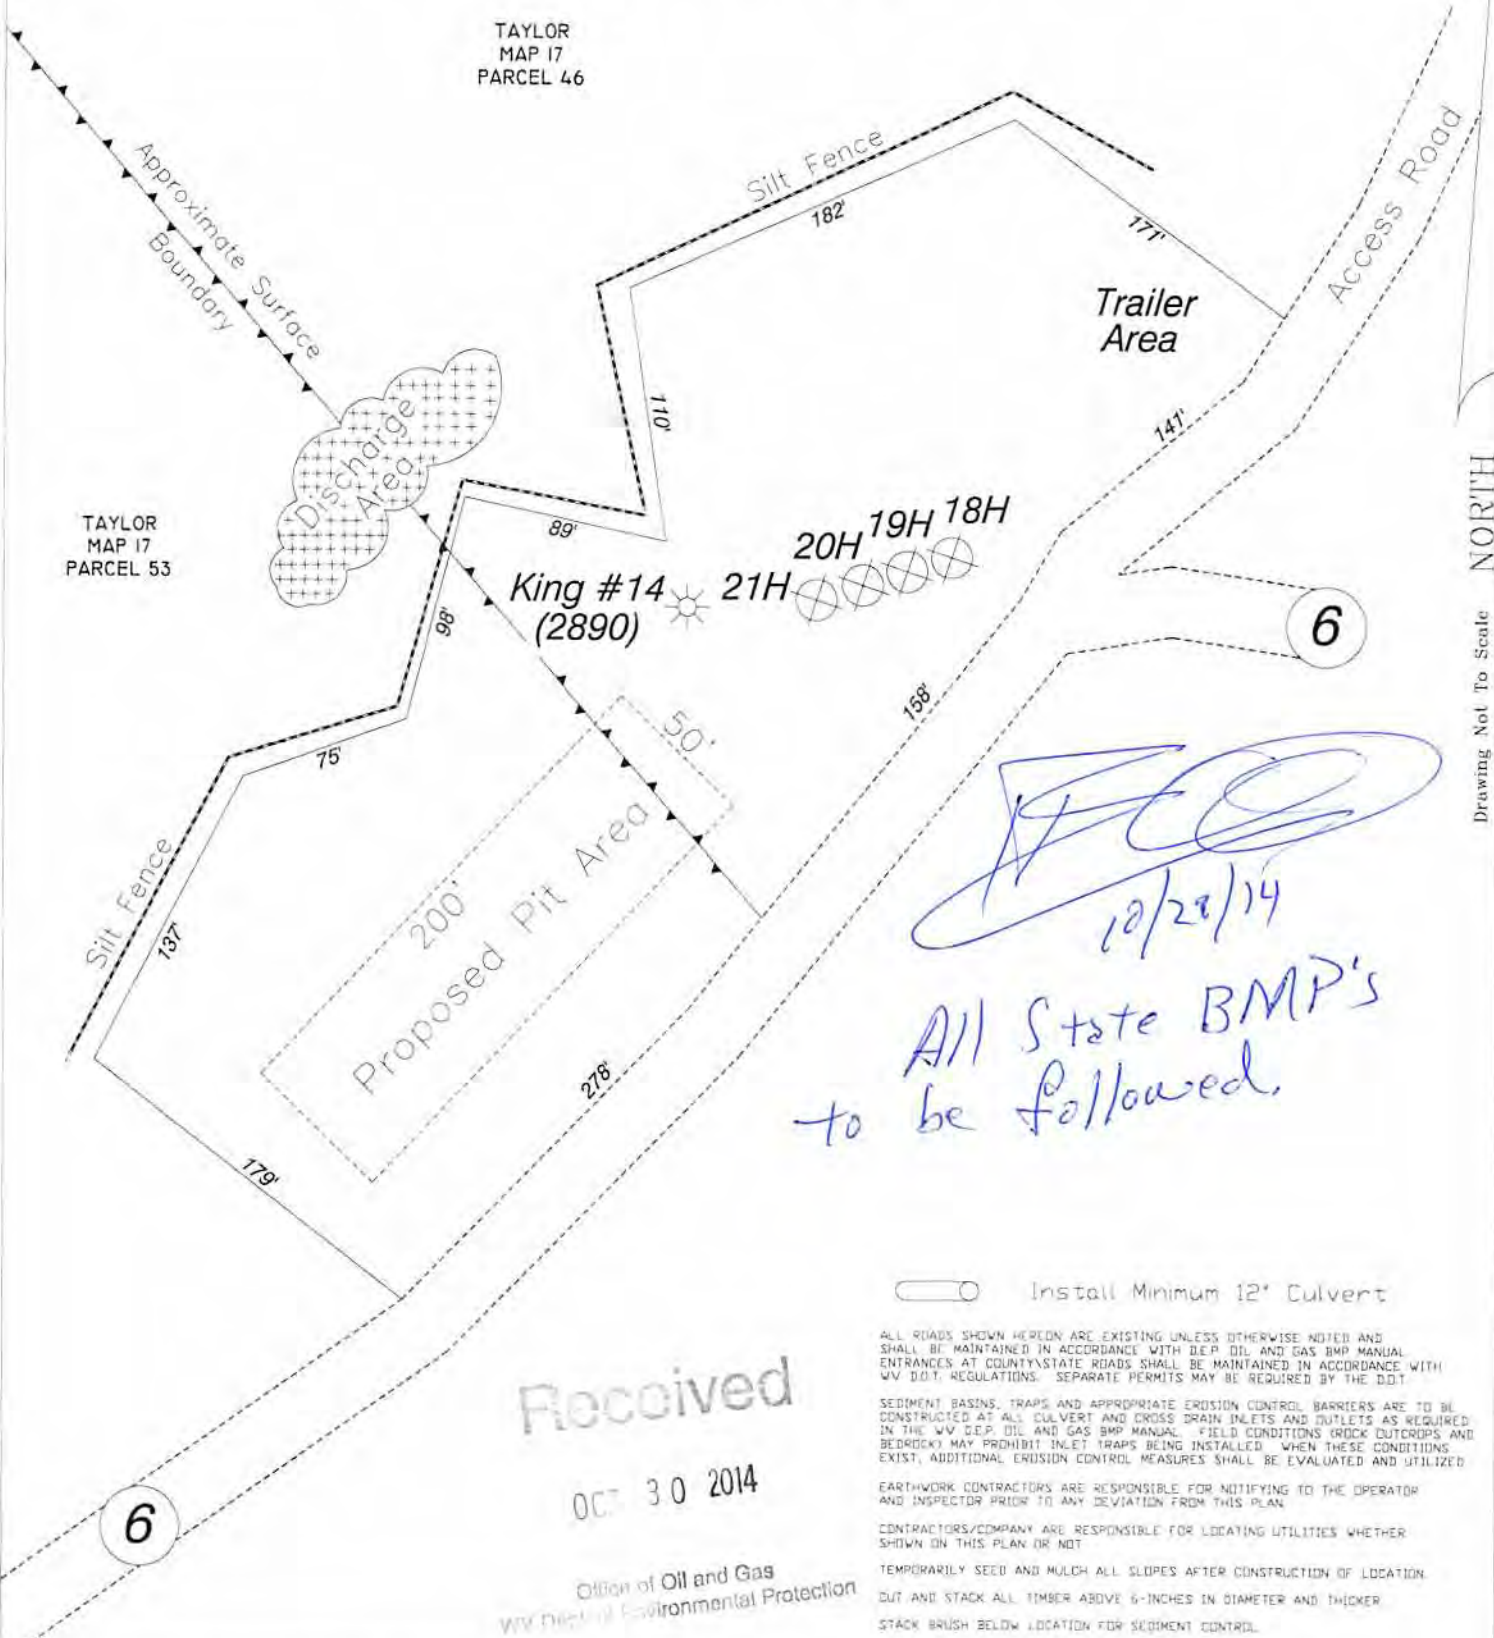 TAYLOR
MAP 17
PARCEL 46
Approximate Surface
Boundary
Silt Fence
182'
171'
Access Road
Trailer
Area
110'
141'
Discharge
Area
TAYLOR
MAP 17
PARCEL 53
89'
98'
King #14
(2890)
21H
20H
19H
18H
6
NORTH
Drawing Not To Scale
158'
50'
75'
Silt Fence
137'
200'
Proposed Pit Area
278'
179'
10/28/14
All State BMP's
to be followed.
Install Minimum 12" Culvert
ALL ROADS SHOWN HEREON ARE EXISTING UNLESS OTHERWISE NOTED AND
SHALL BE MAINTAINED IN ACCORDANCE WITH D.E.P. OIL AND GAS BMP MANUAL
ENTRANCES AT COUNTY\STATE ROADS SHALL BE MAINTAINED IN ACCORDANCE WITH
WV D.O.T. REGULATIONS. SEPARATE PERMITS MAY BE REQUIRED BY THE D.O.T
SEDIMENT BASINS, TRAPS AND APPROPRIATE EROSION CONTROL BARRIERS ARE TO BE
CONSTRUCTED AT ALL CULVERT AND CROSS DRAIN INLETS AND OUTLETS AS REQUIRED
IN THE WV D.E.P. OIL AND GAS BMP MANUAL. FIELD CONDITIONS (ROCK OUTCROPS AND
BEDROCK) MAY PROHIBIT INLET TRAPS BEING INSTALLED WHEN THESE CONDITIONS
EXIST, ADDITIONAL EROSION CONTROL MEASURES SHALL BE EVALUATED AND UTILIZED
EARTHWORK CONTRACTORS ARE RESPONSIBLE FOR NOTIFYING TO THE OPERATOR
AND INSPECTOR PRIOR TO ANY DEVIATION FROM THIS PLAN
CONTRACTORS/COMPANY ARE RESPONSIBLE FOR LOCATING UTILITIES WHETHER
SHOWN ON THIS PLAN OR NOT
TEMPORARILY SEED AND MULCH ALL SLOPES AFTER CONSTRUCTION OF LOCATION.
CUT AND STACK ALL TIMBER ABOVE 6-INCHES IN DIAMETER AND THICKER
STACK BRUSH BELOW LOCATION FOR SEDIMENT CONTROL.
Received
OCT 30 2014
Office of Oil and Gas
WV Dept. of Environmental Protection
6